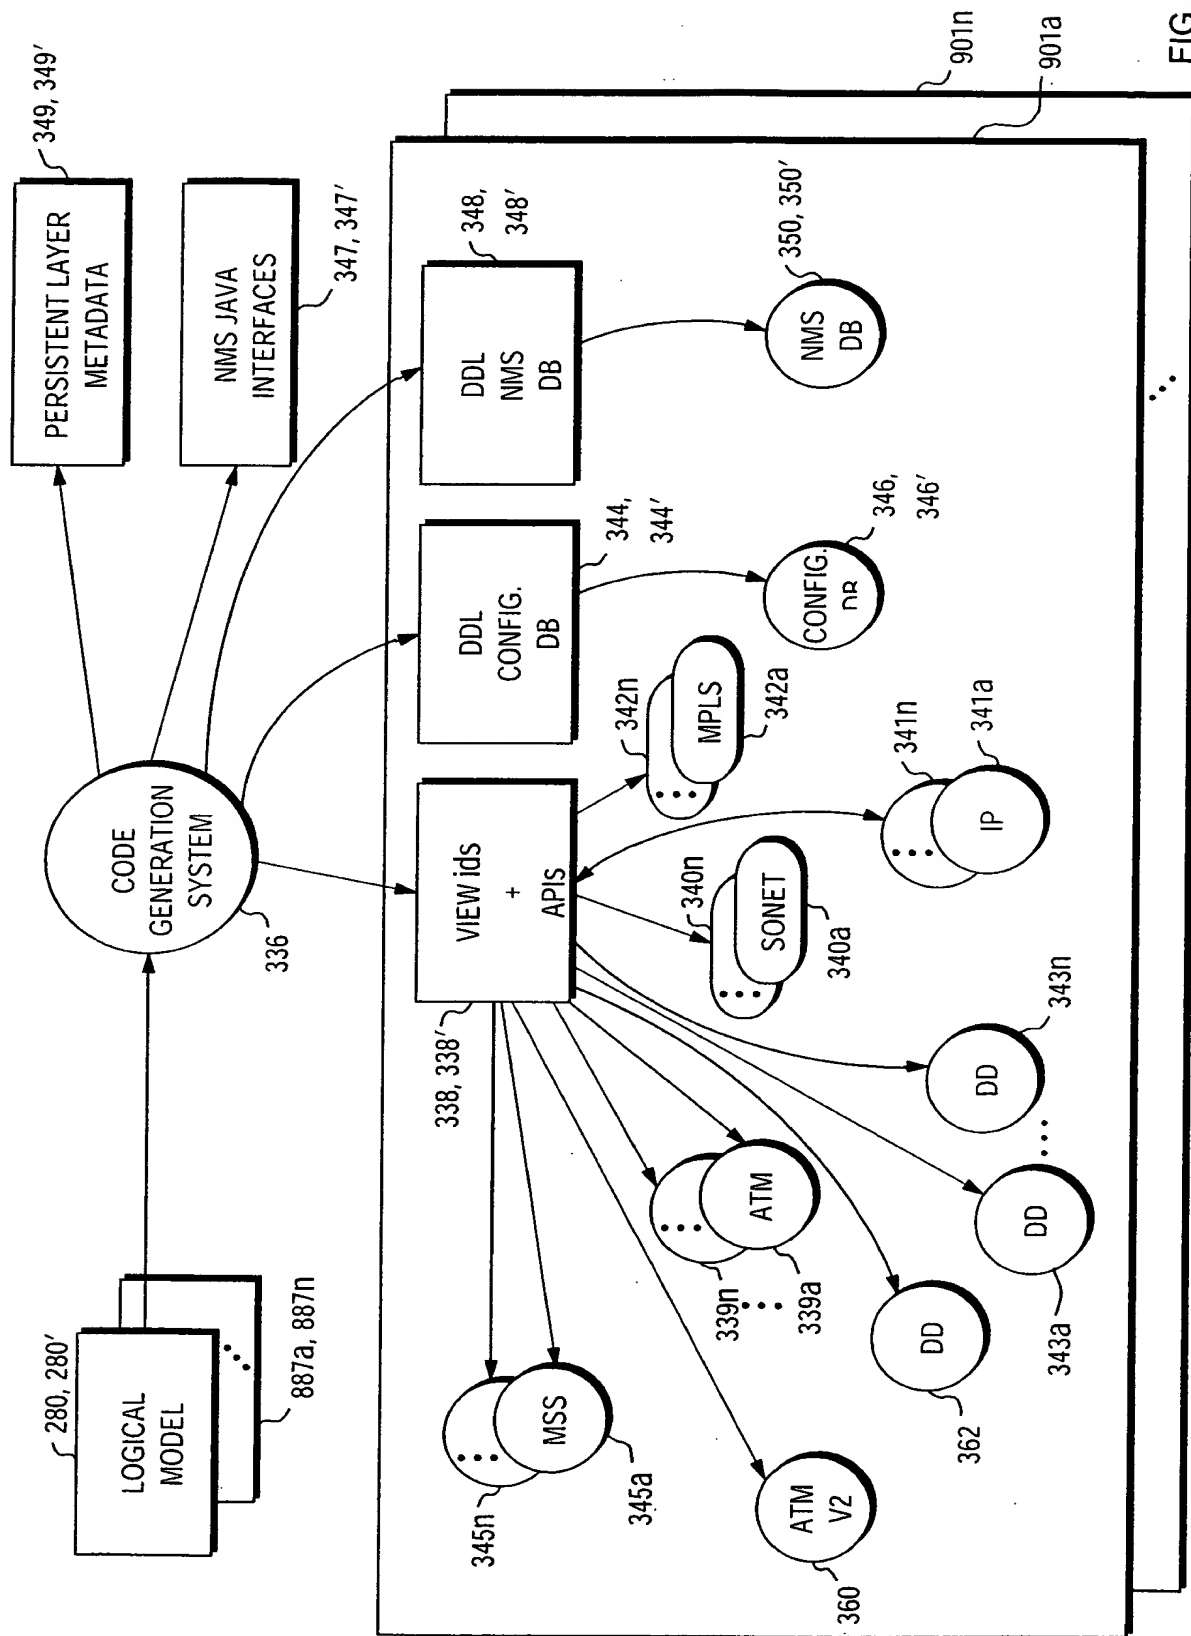 280, 280'
LOGICAL
MODEL
887a, 887n
CODE
GENERATION
SYSTEM
336
PERSISTENT LAYER
METADATA
349, 349'
NMS JAVA
INTERFACES
347, 347'
338, 338'
VIEW ids
+
APIs
DDL
CONFIG.
DB
344,
344'
DDL
NMS
DB
348,
348'
345n
MSS
345a
ATM
V2
360
339n
ATM
339a
DD
362
DD
343a
DD
343n
340n
SONET
340a
342n
MPLS
342a
341n
IP
341a
CONFIG.
DB
346,
346'
NMS
DB
350, 350'
901n
901a
FIG